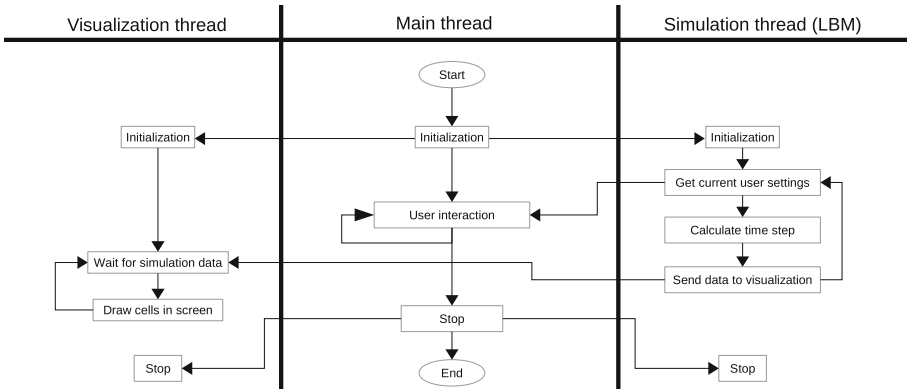 Visualization thread
Main thread
Simulation thread (LBM)
Start
Initialization
Initialization
Initialization
Get current user settings
User interaction
Calculate time step
Wait for simulation data
Send data to visualization
Draw cells in screen
Stop
Stop
End
Stop